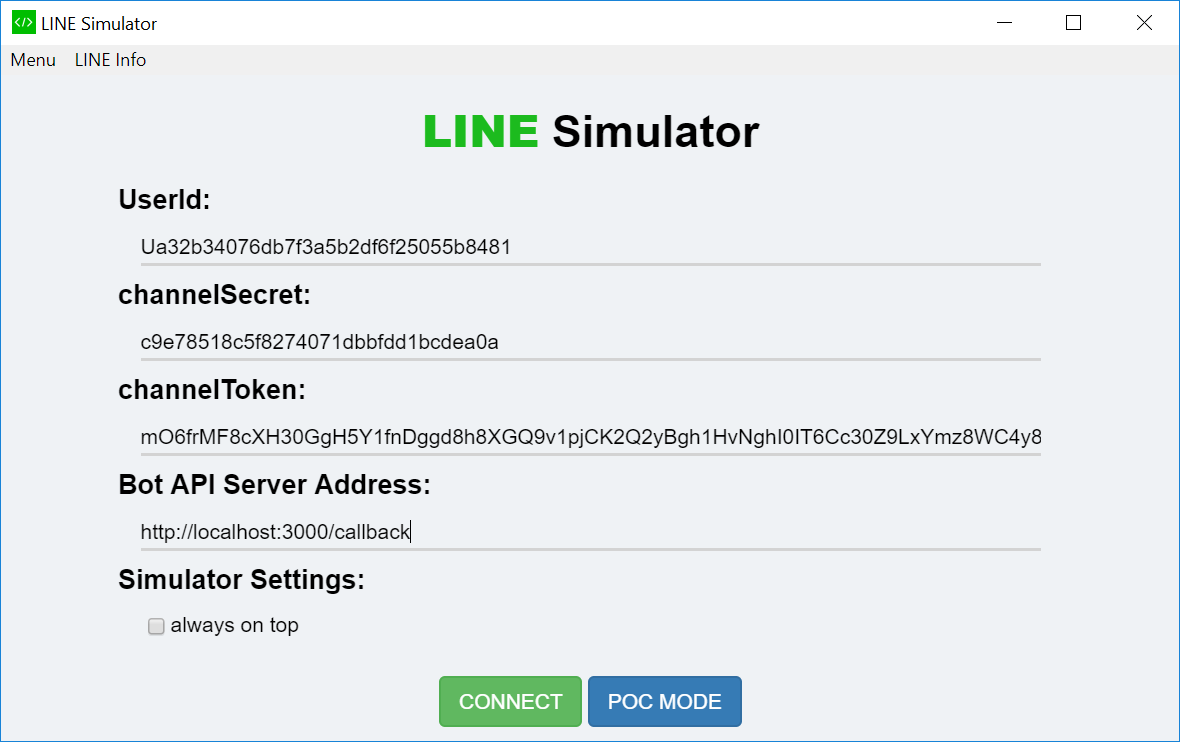 </> LINE Simulator
Menu LINE Info
LINE Simulator
UserId:
Ua32b34076db7f3a5b2df6f25055b8481
channelSecret:
c9e78518c5f8274071dbbfdd1bcdea0a
channelToken:
mO6frMF8cXH30GgH5Y1fnDggd8h8XGQ9v1pjCK2Q2yBgh1HvNghI0IT6Cc30Z9LxYmz8WC4y8
Bot API Server Address:
http://localhost:3000/callback
Simulator Settings:
always on top
CONNECT POC MODE